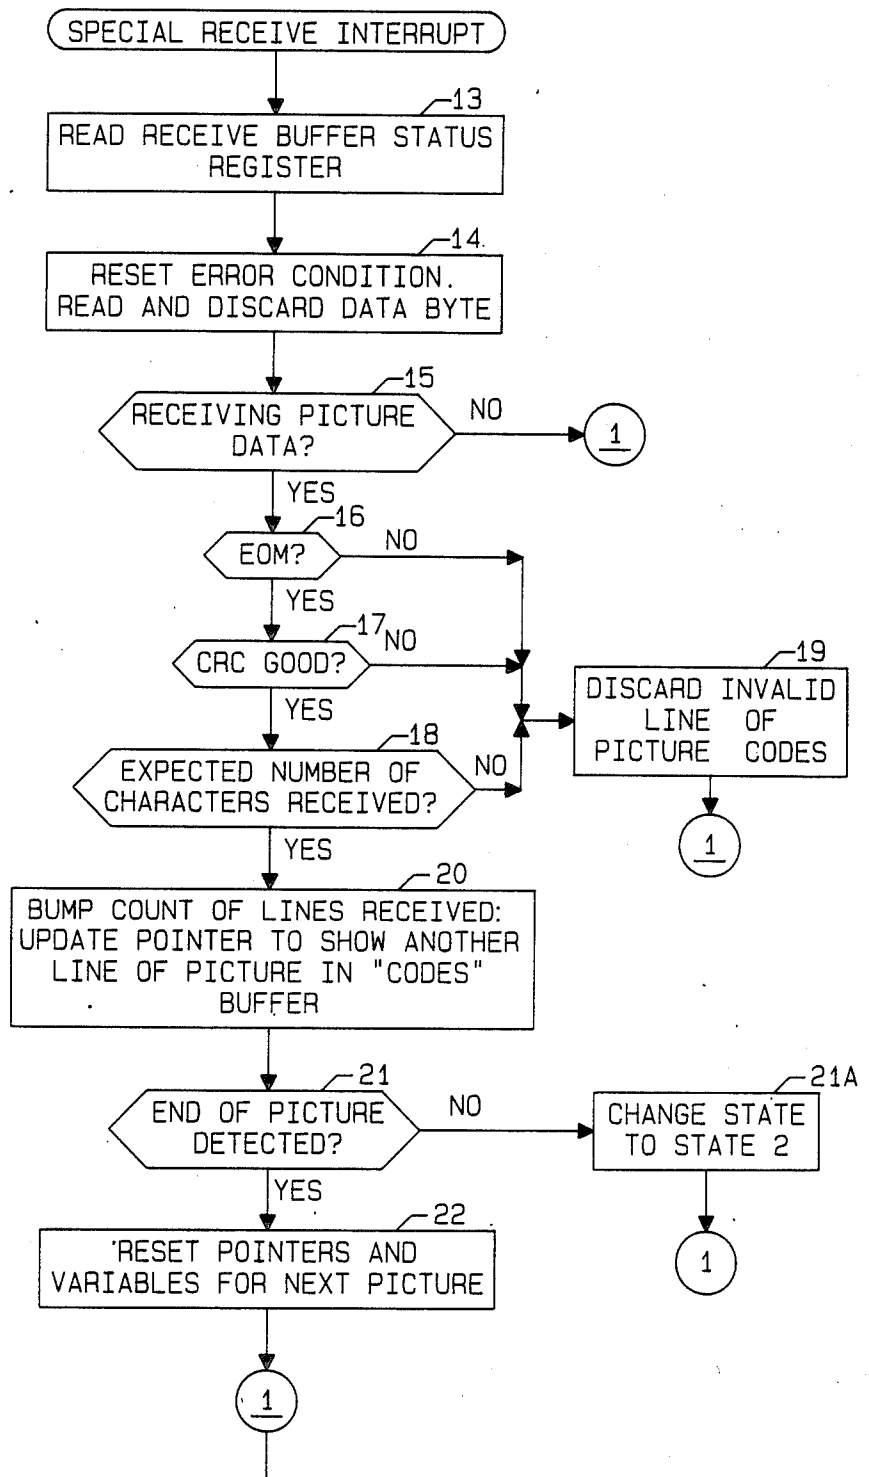 SPECIAL RECEIVE INTERRUPT
13
READ RECEIVE BUFFER STATUS
REGISTER
14
RESET ERROR CONDITION.
READ AND DISCARD DATA BYTE
15
RECEIVING PICTURE
DATA?
NO
1
YES
16
EOM?
NO
YES
17
CRC GOOD?
NO
YES
19
DISCARD INVALID
LINE OF
PICTURE CODES
1
18
EXPECTED NUMBER OF
CHARACTERS RECEIVED?
NO
YES
20
BUMP COUNT OF LINES RECEIVED:
UPDATE POINTER TO SHOW ANOTHER
LINE OF PICTURE IN "CODES"
BUFFER
21
END OF PICTURE
DETECTED?
NO
21A
CHANGE STATE
TO STATE 2
1
YES
22
RESET POINTERS AND
VARIABLES FOR NEXT PICTURE
1